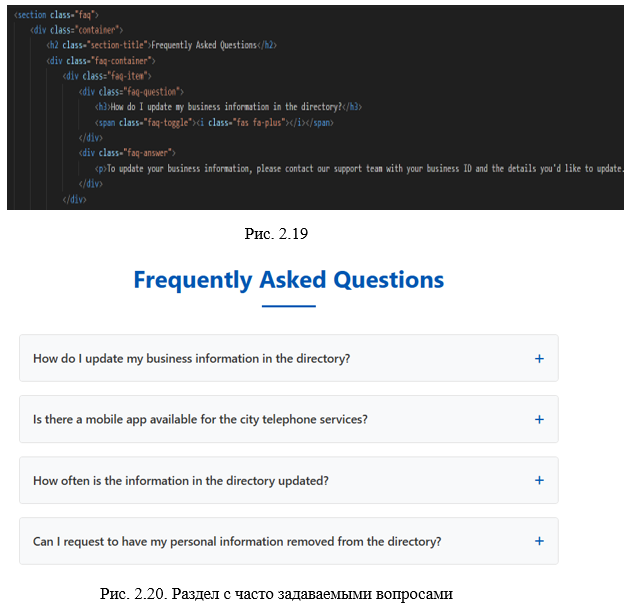 <section class="faq">
<div class="container">
<h2 class="section-title">Frequently Asked Questions</h2>
<div class="faq-container">
<div class="faq-item">
<div class="faq-question">
<h3>How do I update my business information in the directory?</h3>
<span class="faq-toggle"><i class="fas fa-plus"></i></span>
</div>
<div class="faq-answer">
<p>To update your business information, please contact our support team with your business ID and the details you'd like to update.
</div>
</div>
Рис. 2.19
Frequently Asked Questions
How do I update my business information in the directory? +
Is there a mobile app available for the city telephone services? +
How often is the information in the directory updated? +
Can I request to have my personal information removed from the directory? +
Рис. 2.20. Раздел с часто задаваемыми вопросами